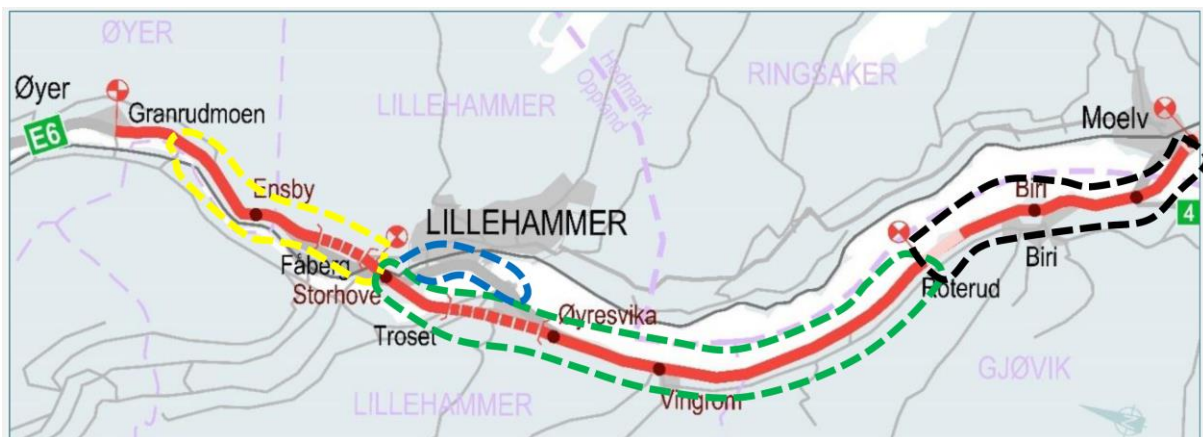 ØYER
Øyer
E6
Granrudmoen
LILLEHAMMER
Hedmark
Oppland
RINGSAKER
Moelv
Ensby
LILLEHAMMER
Biri
4
Fåberg
Storhove
Biri
Roterud
Troset
Øyresvika
GJØVIK
LILLEHAMMER
Vingrom